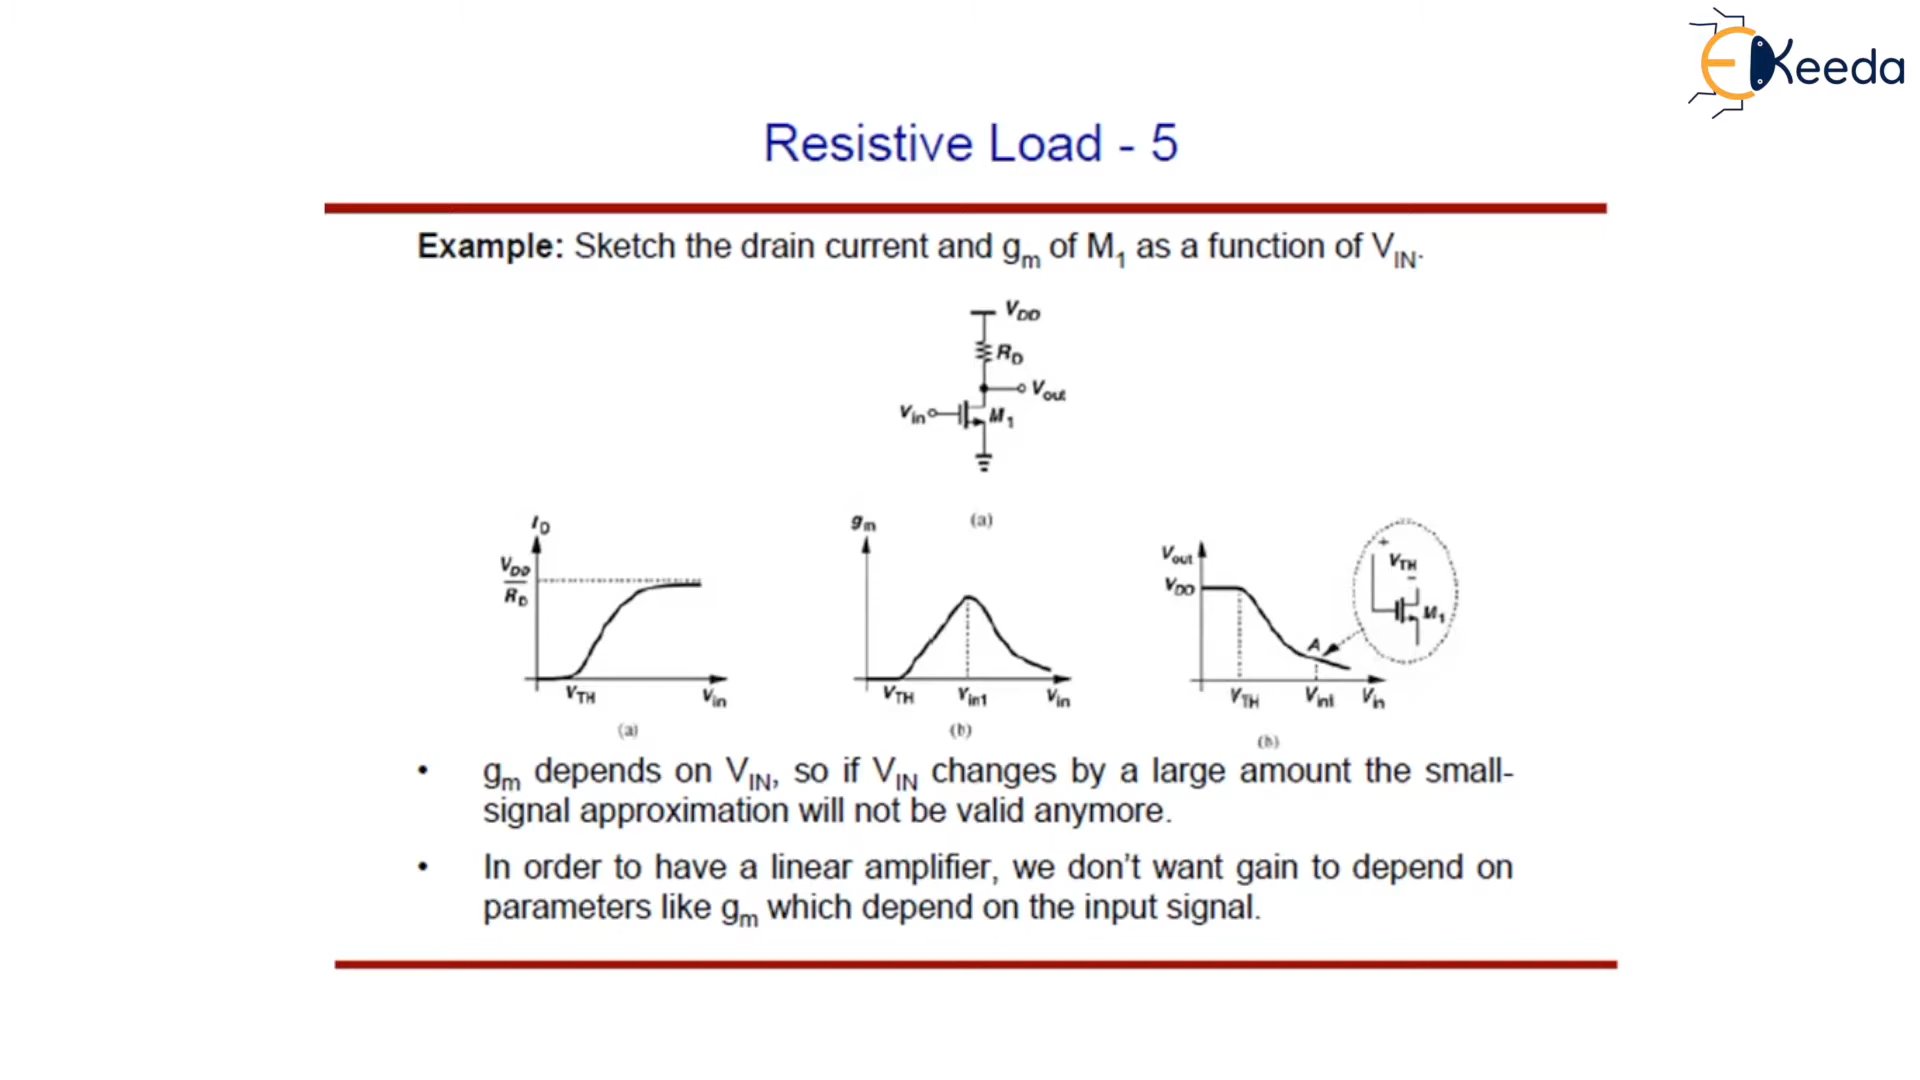 EKeeda
Resistive Load - 5
Example: Sketch the drain current and gm of M1 as a function of VIN.
VDD
RD
Vout
Vin
M1
(a)
ID
VDD
RD
VTH
Vin
(a)
gm
VTH
Vin1
Vin
(b)
Vout
VDD
A
VTH
Vin1
Vin
+
VTH
−
M1
(b)
• gm depends on VIN, so if VIN changes by a large amount the small-
signal approximation will not be valid anymore.
• In order to have a linear amplifier, we don't want gain to depend on
parameters like gm which depend on the input signal.